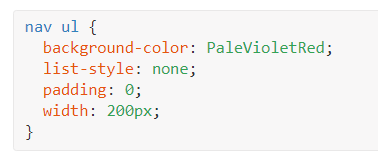 nav ul {
  background-color: PaleVioletRed;
  list-style: none;
  padding: 0;
  width: 200px;
}